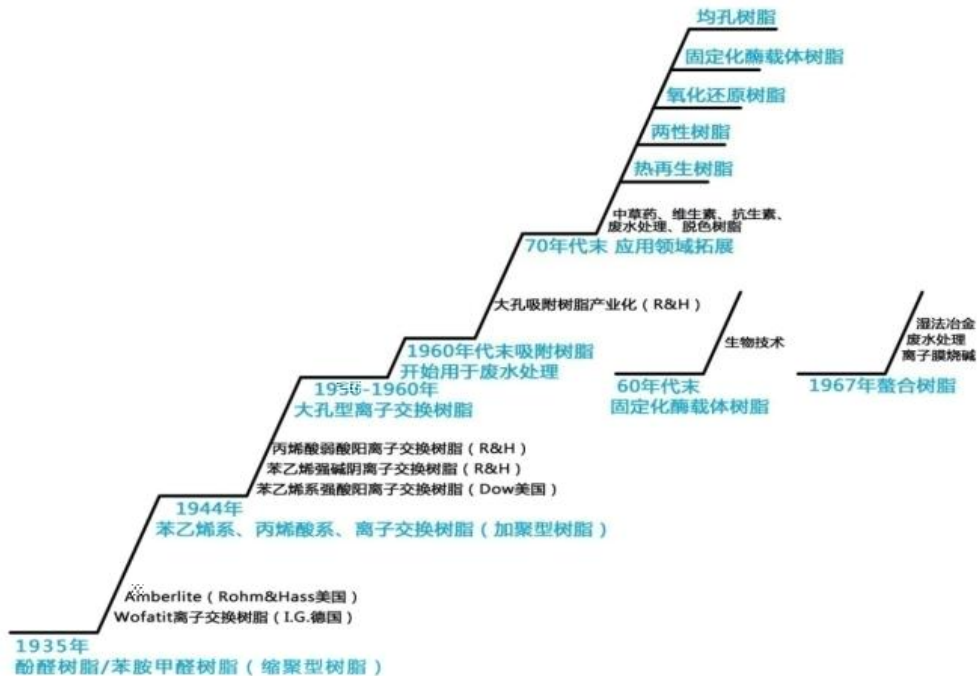 均孔树脂
固定化酶载体树脂
氧化还原树脂
两性树脂
热再生树脂
中草药、维生素、抗生素、
废水处理、脱色树脂
70年代末 应用领域拓展
大孔吸附树脂产业化（R&H）
1960年代末吸附树脂
开始用于废水处理
大孔型离子交换树脂
生物技术
60年代末
固定化酶载体树脂
湿法冶金
废水处理
离子膜烧碱
1967年螯合树脂
丙烯酸弱酸阳离子交换树脂（R&H）
苯乙烯强碱阴离子交换树脂（R&H）
苯乙烯系强酸阳离子交换树脂（Dow美国）
1944年
苯乙烯系、丙烯酸系、离子交换树脂（加聚型树脂）
Amberlite（Rohm&Hass美国）
Wofatit离子交换树脂（I.G.德国）
1935年
酚醛树脂/苯胺甲醛树脂（缩聚型树脂）